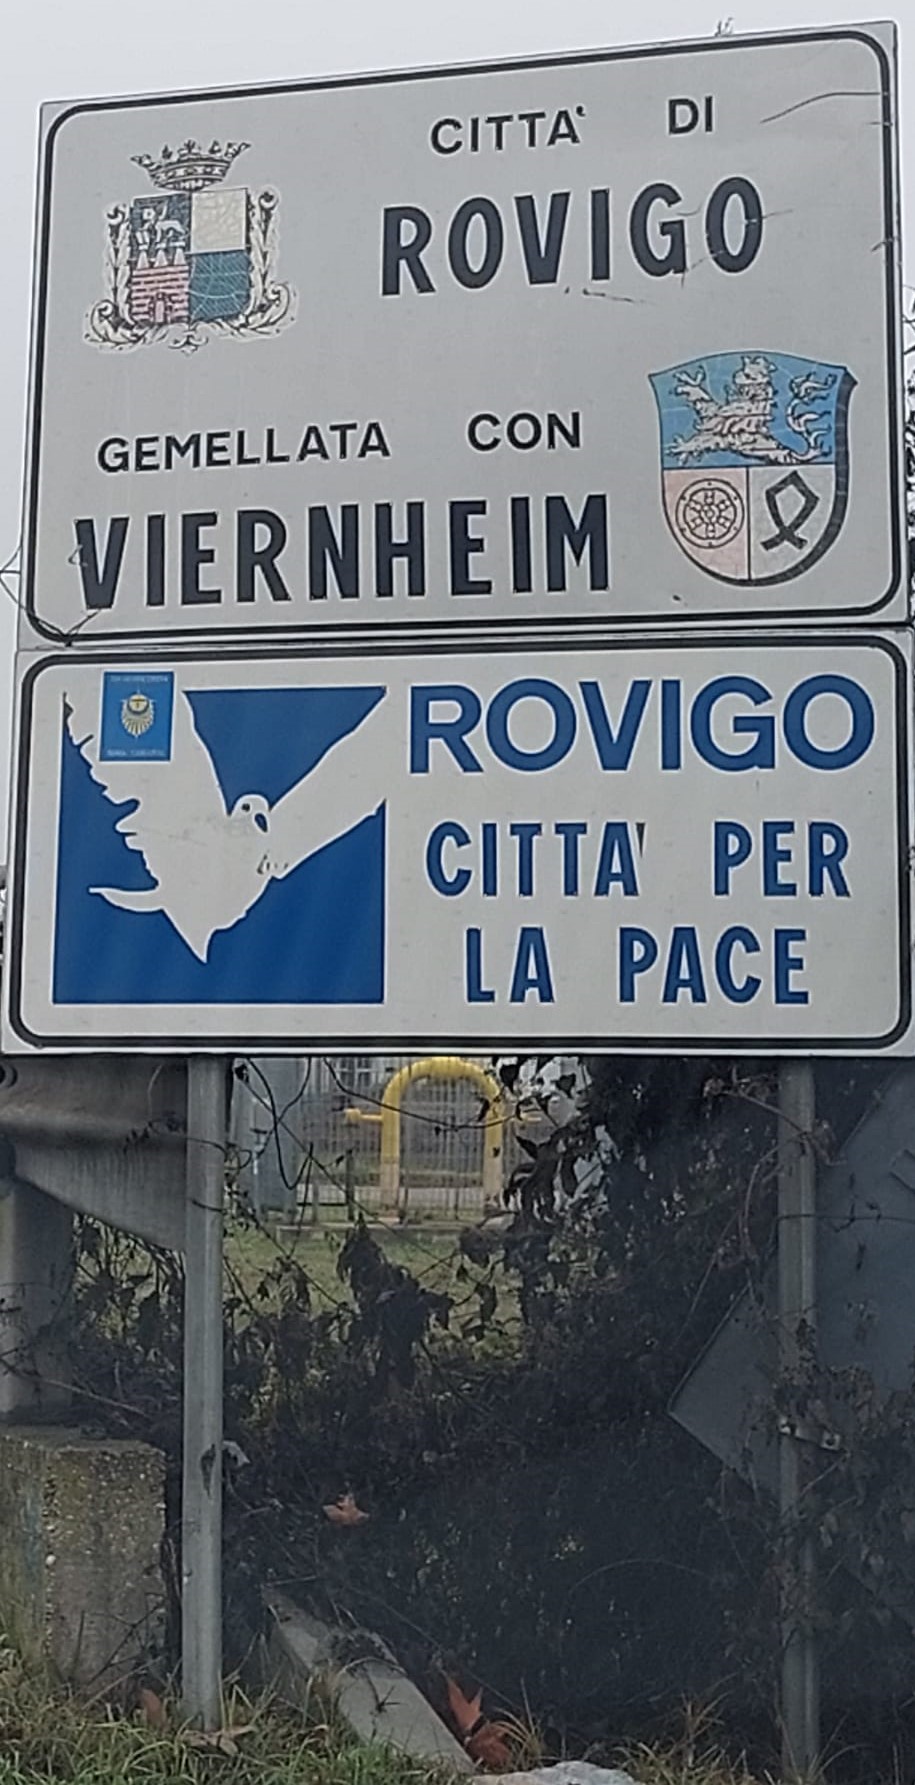 CITTA' DI
ROVIGO
GEMELLATA CON
VIERNHEIM
ROVIGO
CITTA' PER
LA PACE